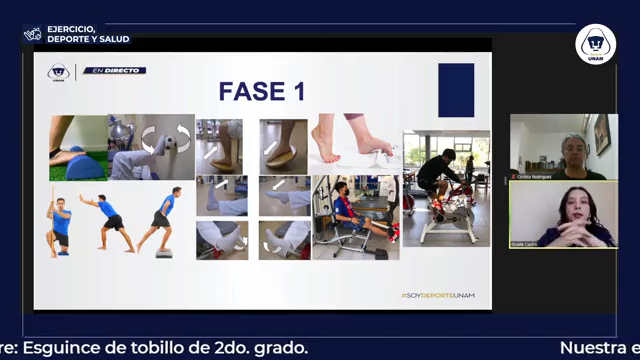 EJERCICIO,
DEPORTE Y SALUD
UNAM
EN DIRECTO
FASE 1
#SOYDEPORTEUNAM
re: Esguince de tobillo de 2do. grado.
Nuestra e